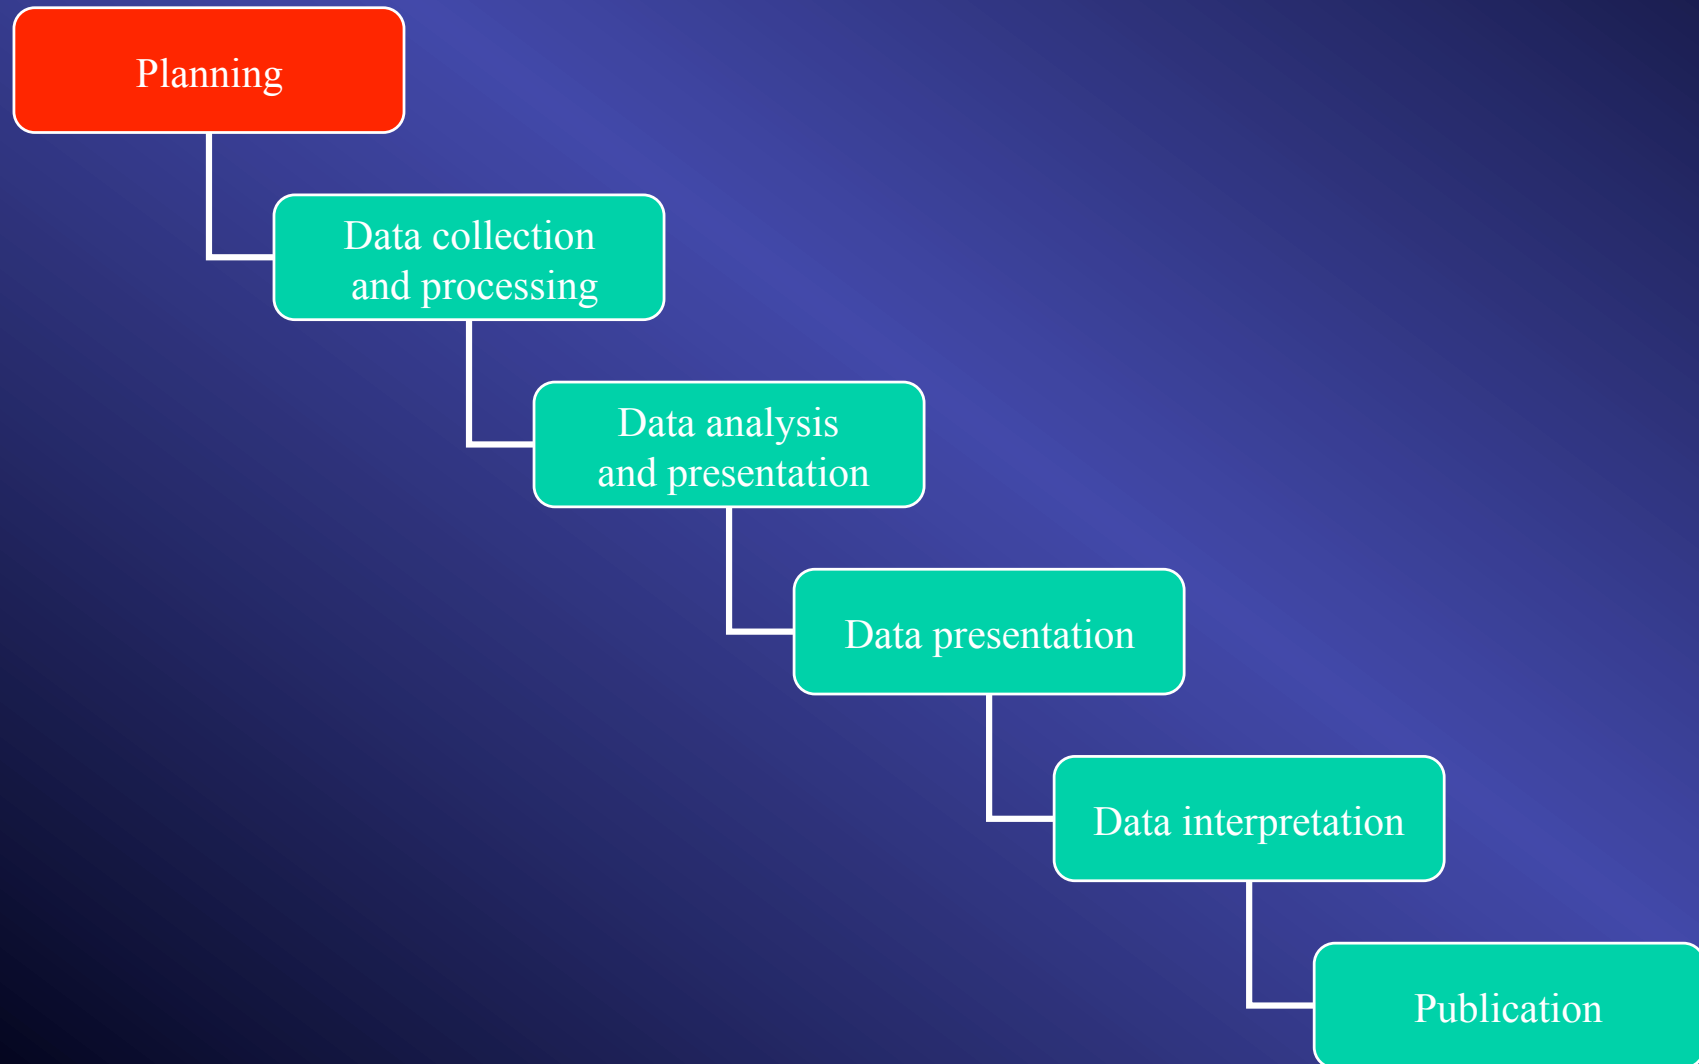 Planning
Data collection
and processing
Data analysis
and presentation
Data presentation
Data interpretation
Publication